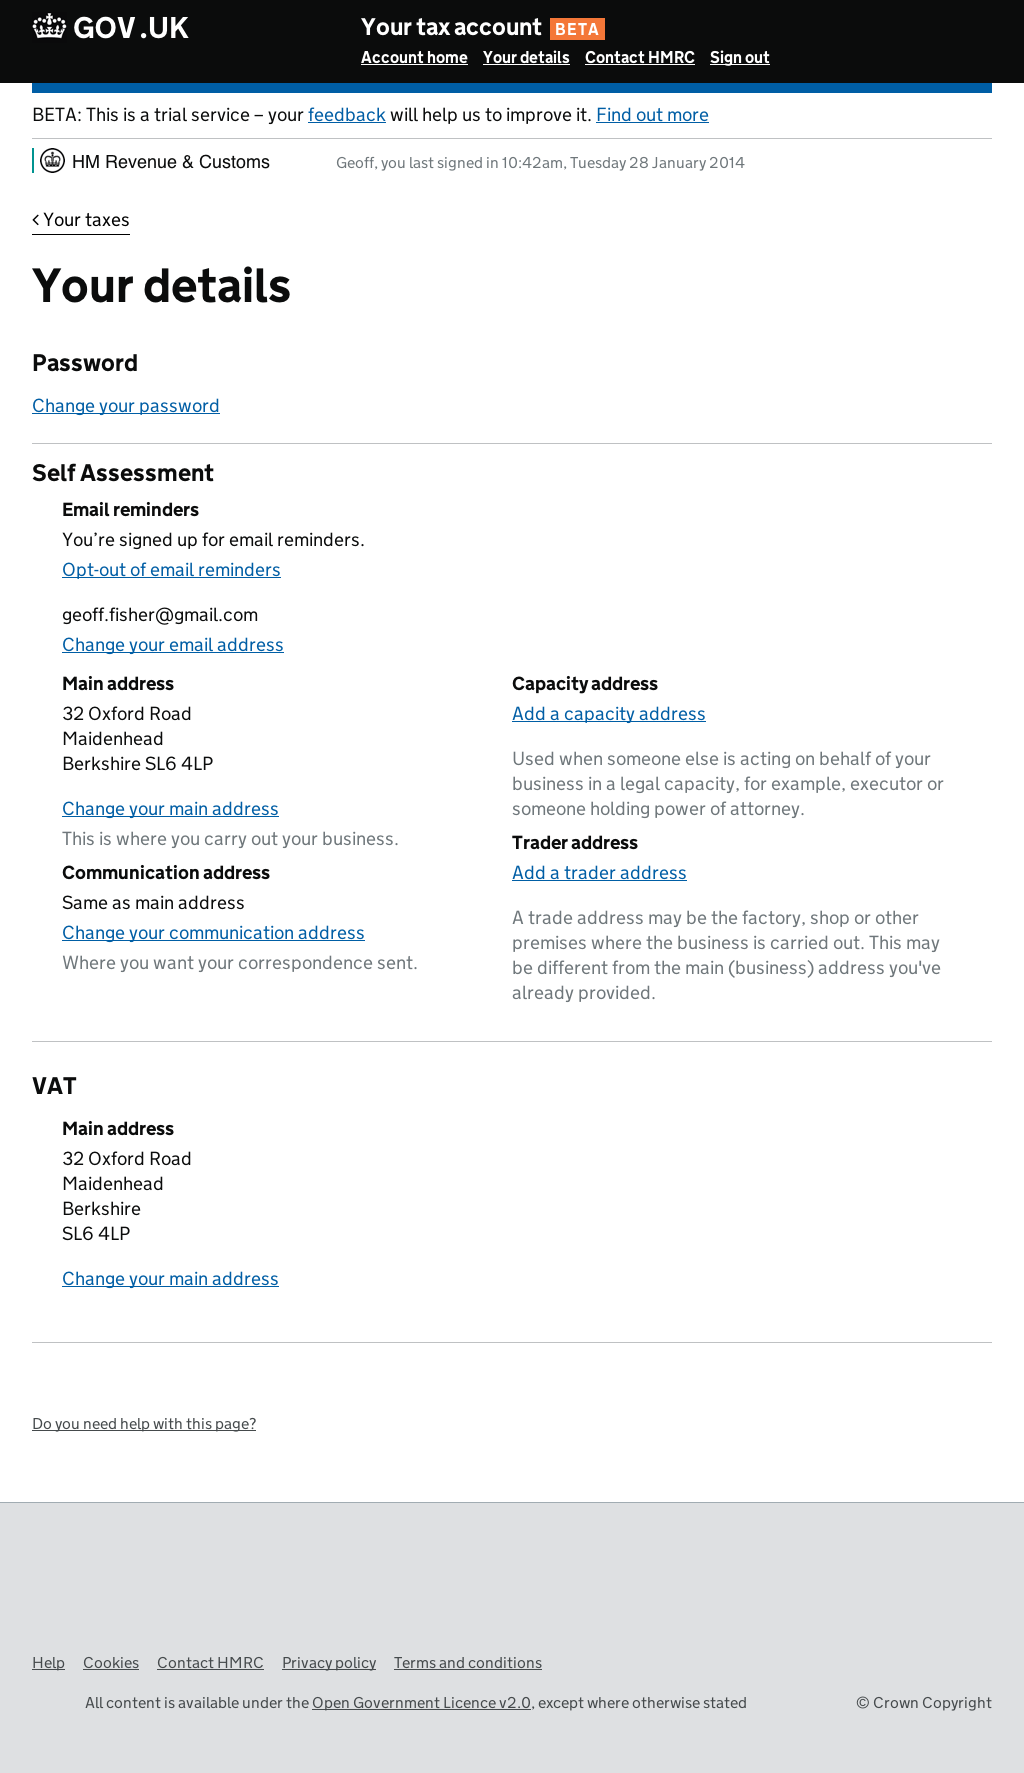 GOV.UK
Your tax account BETA
Account home Your details Contact HMRC Sign out
BETA: This is a trial service – your feedback will help us to improve it. Find out more
HM Revenue & Customs
Geoff, you last signed in 10:42am, Tuesday 28 January 2014
< Your taxes
Your details
Password
Change your password
Self Assessment
Email reminders
You’re signed up for email reminders.
Opt-out of email reminders
geoff.fisher@gmail.com
Change your email address
Main address
32 Oxford Road
Maidenhead
Berkshire SL6 4LP
Change your main address
This is where you carry out your business.
Communication address
Same as main address
Change your communication address
Where you want your correspondence sent.
Capacity address
Add a capacity address
Used when someone else is acting on behalf of your
business in a legal capacity, for example, executor or
someone holding power of attorney.
Trader address
Add a trader address
A trade address may be the factory, shop or other
premises where the business is carried out. This may
be different from the main (business) address you've
already provided.
VAT
Main address
32 Oxford Road
Maidenhead
Berkshire
SL6 4LP
Change your main address
Do you need help with this page?
Help Cookies Contact HMRC Privacy policy Terms and conditions
All content is available under the Open Government Licence v2.0, except where otherwise stated
© Crown Copyright